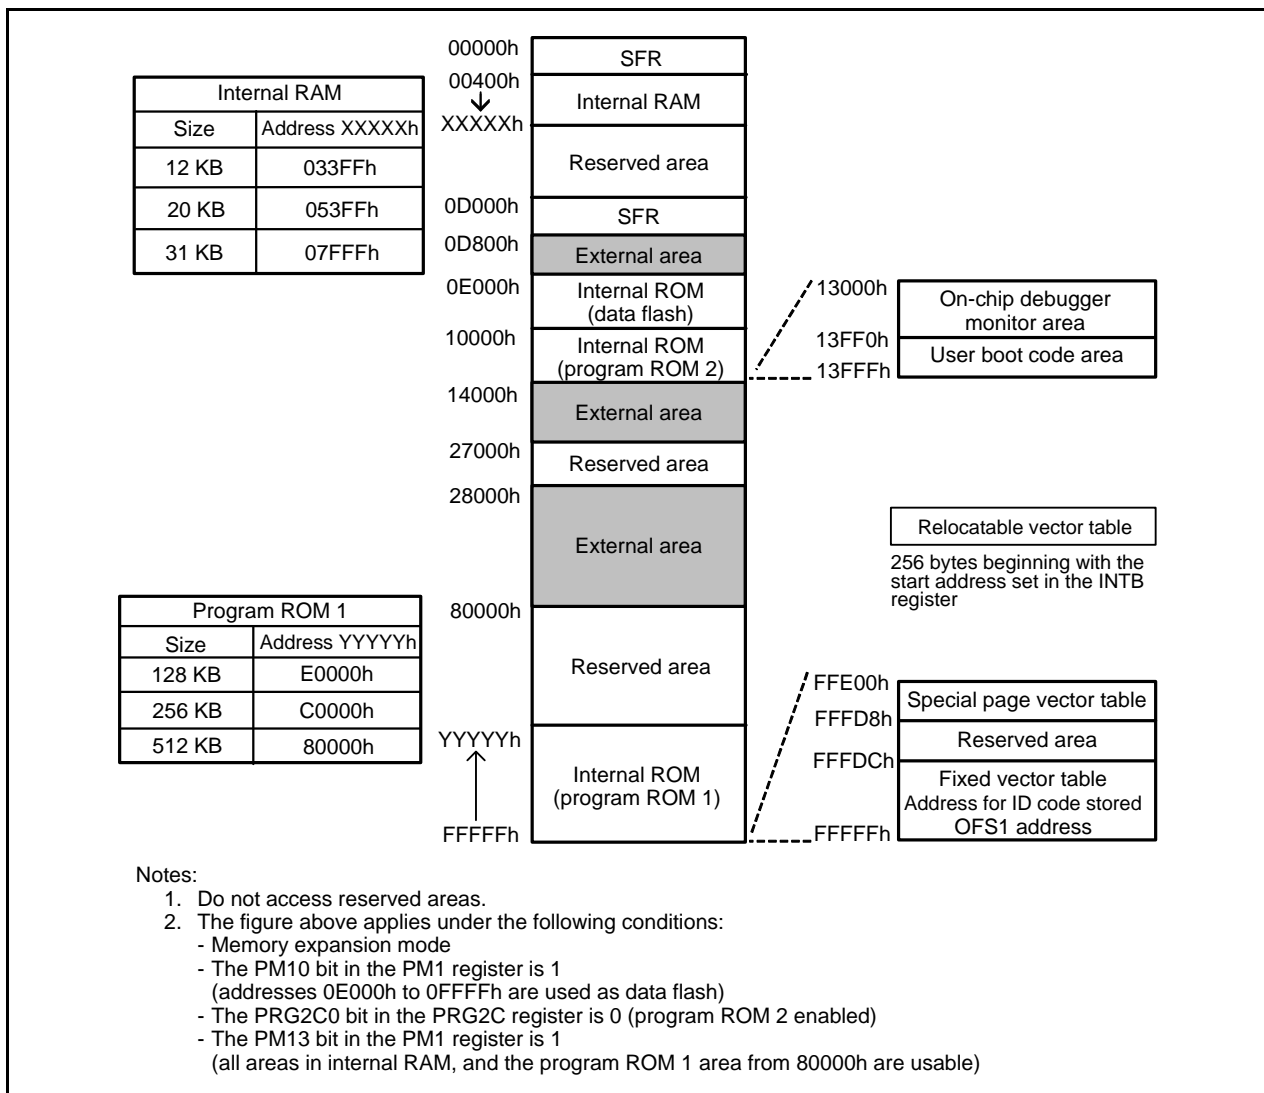 00000h
SFR
00400h
Internal RAM
XXXXXh
Reserved area
0D000h
SFR
0D800h
External area
0E000h
Internal ROM
(data flash)
10000h
Internal ROM
(program ROM 2)
14000h
External area
27000h
Reserved area
28000h
External area
80000h
Reserved area
YYYYYh
Internal ROM
(program ROM 1)
FFFFFh
Internal RAM
Size Address XXXXXh
12 KB 033FFh
20 KB 053FFh
31 KB 07FFFh
Program ROM 1
Size Address YYYYYh
128 KB E0000h
256 KB C0000h
512 KB 80000h
13000h
On-chip debugger
monitor area
13FF0h
User boot code area
13FFFh
Relocatable vector table
256 bytes beginning with the
start address set in the INTB
register
FFE00h
Special page vector table
FFFD8h
Reserved area
FFFDCh
Fixed vector table
Address for ID code stored
OFS1 address
FFFFFh
Notes:
1. Do not access reserved areas.
2. The figure above applies under the following conditions:
- Memory expansion mode
- The PM10 bit in the PM1 register is 1
(addresses 0E000h to 0FFFFh are used as data flash)
- The PRG2C0 bit in the PRG2C register is 0 (program ROM 2 enabled)
- The PM13 bit in the PM1 register is 1
(all areas in internal RAM, and the program ROM 1 area from 80000h are usable)